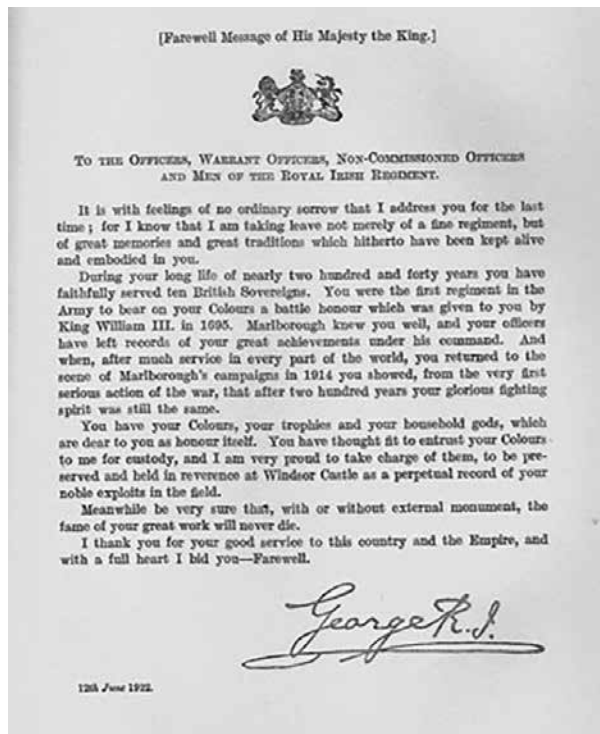 [Farewell Message of His Majesty the King.]
To the Officers, Warrant Officers, Non-Commissioned Officers
and Men of the Royal Irish Regiment.
It is with feelings of no ordinary sorrow that I address you for the last
time; for I know that I am taking leave not merely of a fine regiment, but
of great memories and great traditions which hitherto have been kept alive
and embodied in you.
During your long life of nearly two hundred and forty years you have
faithfully served ten British Sovereigns. You were the first regiment in the
Army to bear on your Colours a battle honour which was given to you by
King William III. in 1695. Marlborough knew you well, and your officers
have left records of your great achievements under his command. And
when, after much service in every part of the world, you returned to the
scene of Marlborough's campaigns in 1914 you showed, from the very first
serious action of the war, that after two hundred years your glorious fighting
spirit was still the same.
You have your Colours, your trophies and your household gods, which
are dear to you as honour itself. You have thought fit to entrust your Colours
to me for custody, and I am very proud to take charge of them, to be pre-
served and held in reverence at Windsor Castle as a perpetual record of your
noble exploits in the field.
Meanwhile be very sure that, with or without external monument, the
fame of your great work will never die.
I thank you for your good service to this country and the Empire, and
with a full heart I bid you—Farewell.
George R.I.
12th June 1922.